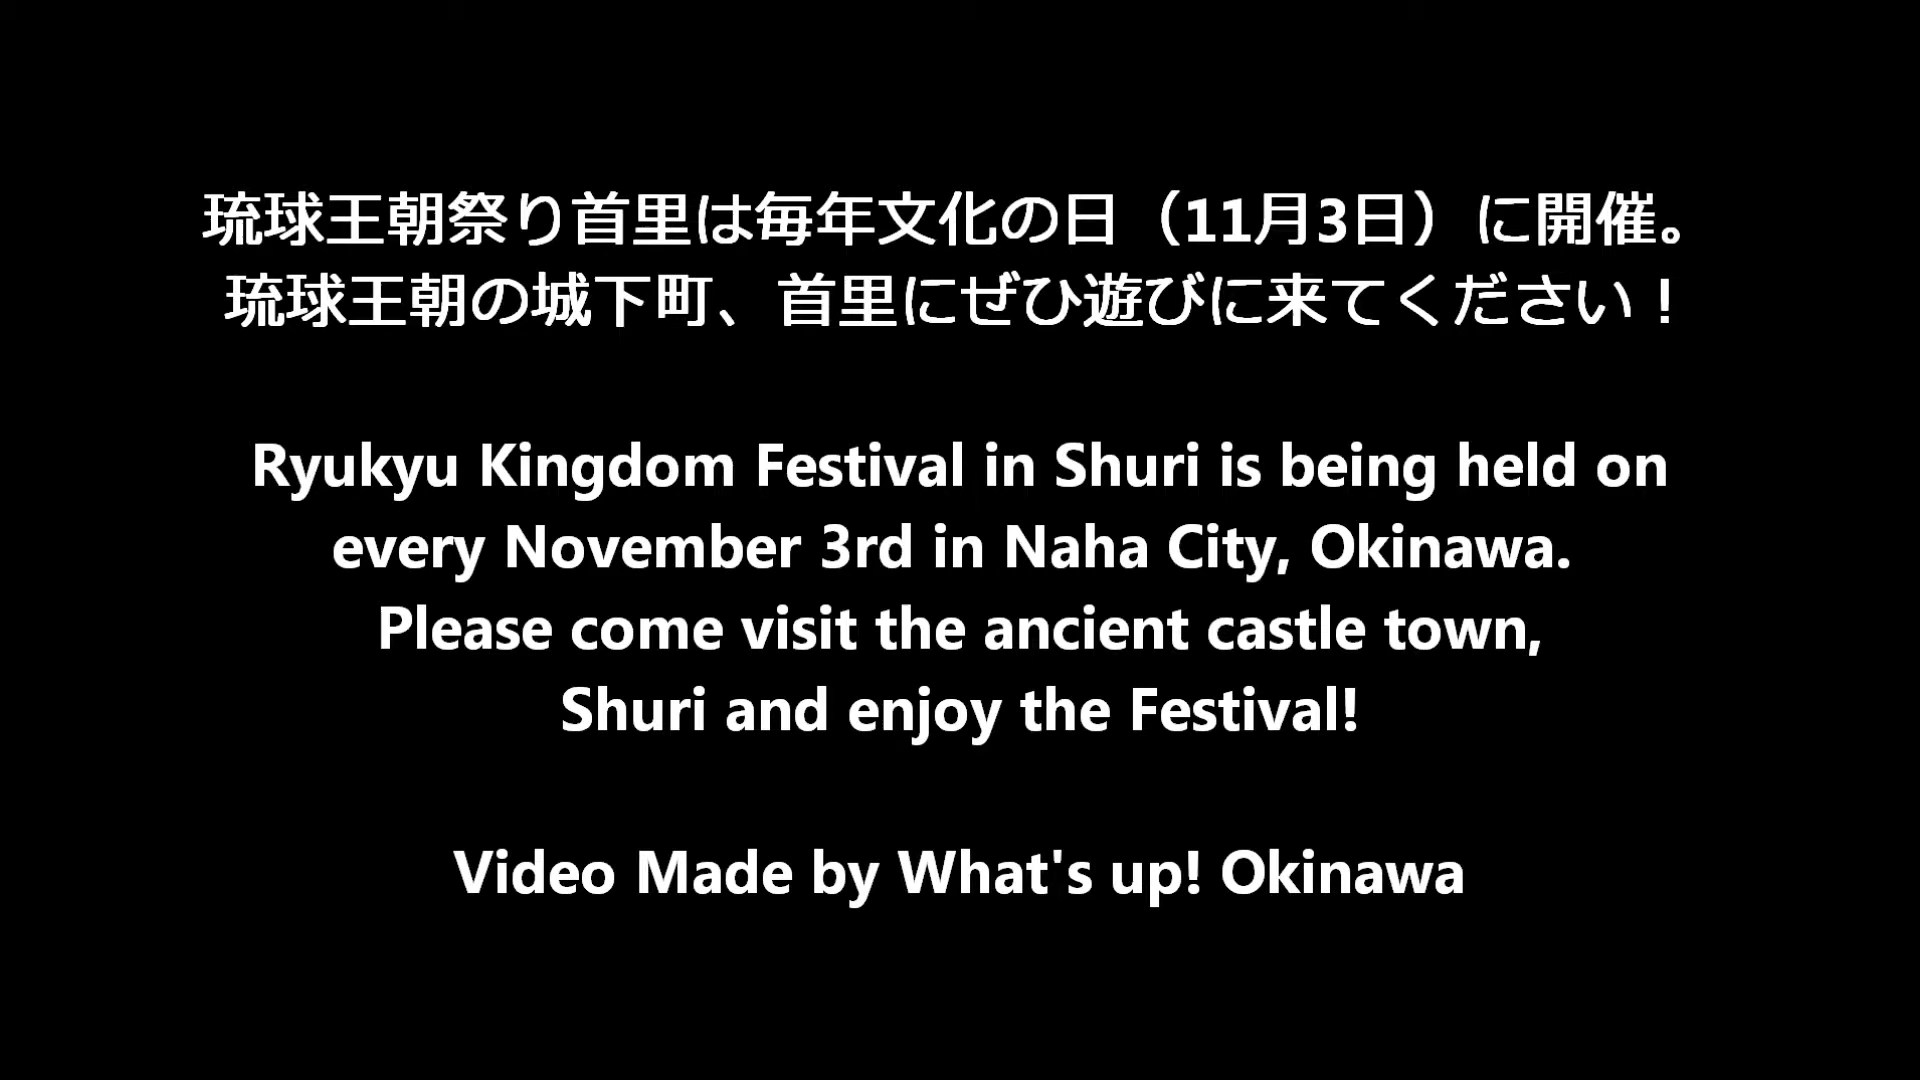 琉球王朝祭り首里は毎年文化の日（11月3日）に開催。
琉球王朝の城下町、首里にぜひ遊びに来てください！
Ryukyu Kingdom Festival in Shuri is being held on
every November 3rd in Naha City, Okinawa.
Please come visit the ancient castle town,
Shuri and enjoy the Festival!
Video Made by What's up! Okinawa